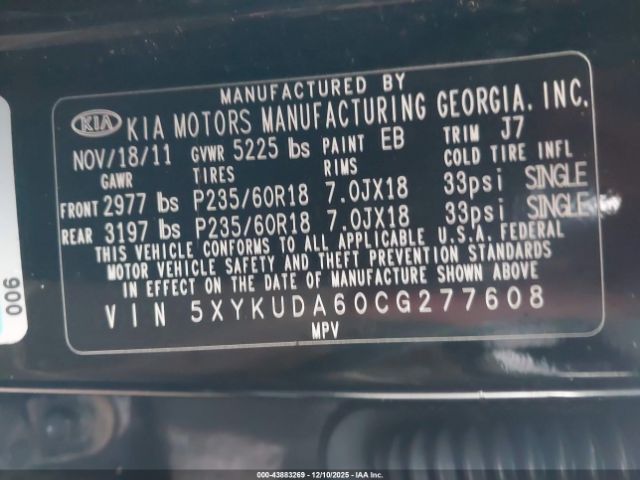 MANUFACTURED BY
KIA KIA MOTORS MANUFACTURING GEORGIA. INC.
NOV/18/11 GVWR 5225 lbs PAINT EB TRIM J7
GAWR TIRES RIMS COLD TIRE INFL
FRONT 2977 lbs P235/60R18 7.0JX18 33psi SINGLE
REAR 3197 lbs P235/60R18 7.0JX18 33psi SINGLE
THIS VEHICLE CONFORMS TO ALL APPLICABLE U.S.A. FEDERAL
MOTOR VEHICLE SAFETY AND THEFT PREVENTION STANDARDS
IN EFFECT ON THE DATE OF MANUFACTURE SHOWN ABOVE
VIN 5XYKUDA60CG277608
MPV
006
000-43883269 - 12/10/2025 - IAA Inc.